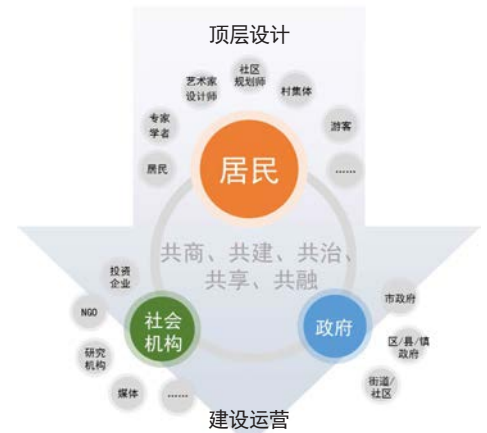 顶层设计
社区
规划师
艺术家
设计师
村集体
专家
学者
游客
居民
……
居民
共商、共建、共治、
共享、共融
投资
企业
NGO
社会
机构
研究
机构
媒体
……
政府
市政府
区/县/镇
政府
街道/
社区
建设运营